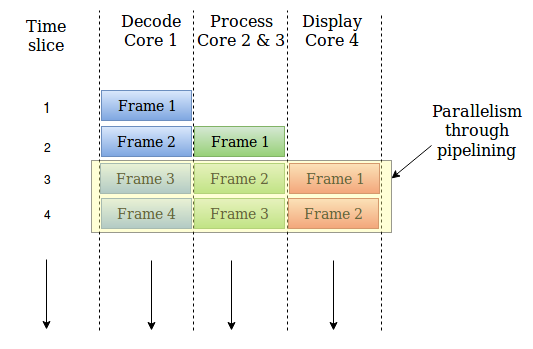 Time
slice
Decode
Core 1
Process
Core 2 & 3
Display
Core 4
1
Frame 1
2
Frame 2
Frame 1
Parallelism
through
pipelining
3
Frame 3
Frame 2
Frame 1
4
Frame 4
Frame 3
Frame 2